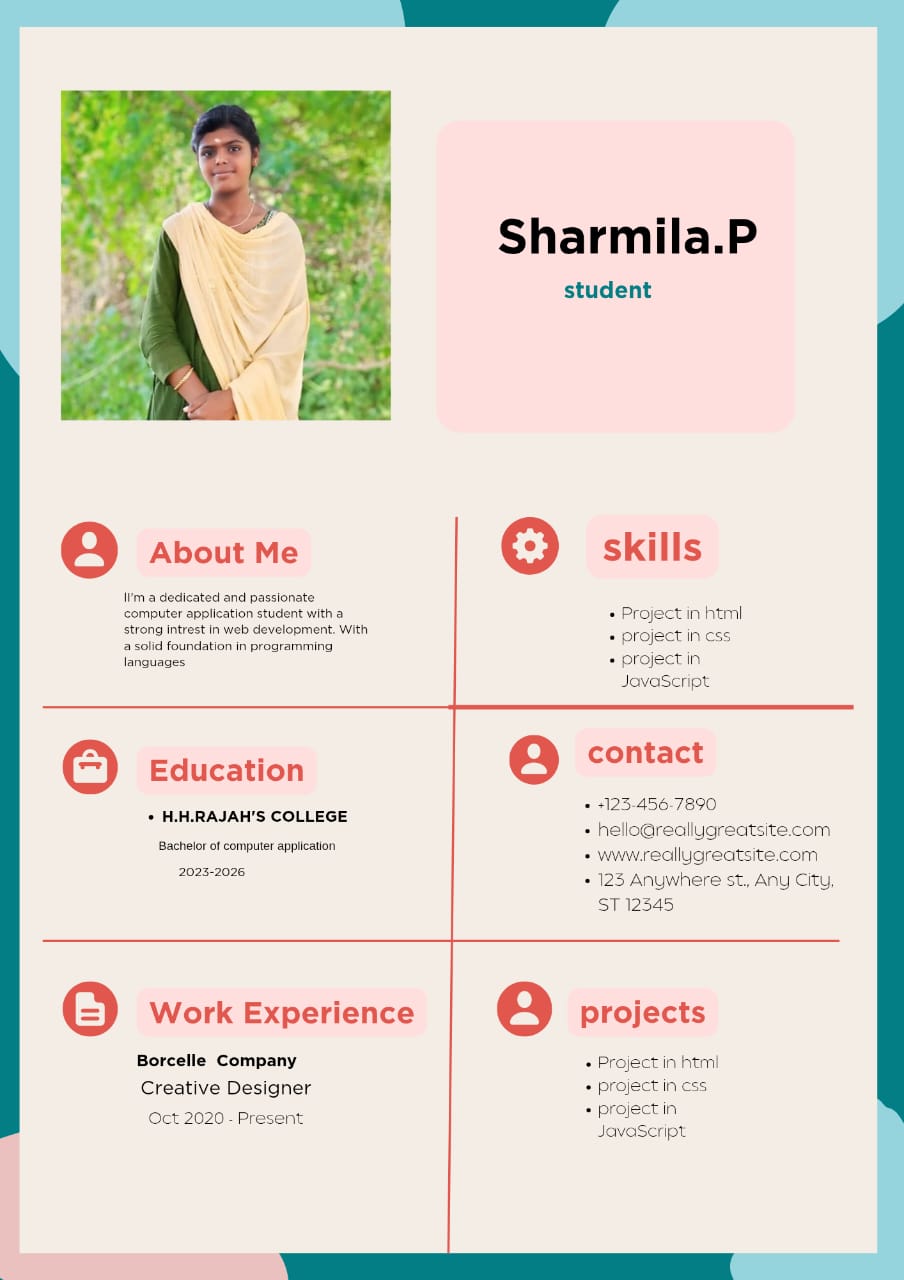 Sharmila.P
student
About Me
II'm a dedicated and passionate
computer application student with a
strong intrest in web development. With
a solid foundation in programming
languages
skills
• Project in html
• project in css
• project in
JavaScript
Education
• H.H.RAJAH'S COLLEGE
Bachelor of computer application
2023-2026
contact
• +123-456-7890
• hello@reallygreatsite.com
• www.reallygreatsite.com
• 123 Anywhere st., Any City,
ST 12345
Work Experience
Borcelle Company
Creative Designer
Oct 2020 - Present
projects
• Project in html
• project in css
• project in
JavaScript